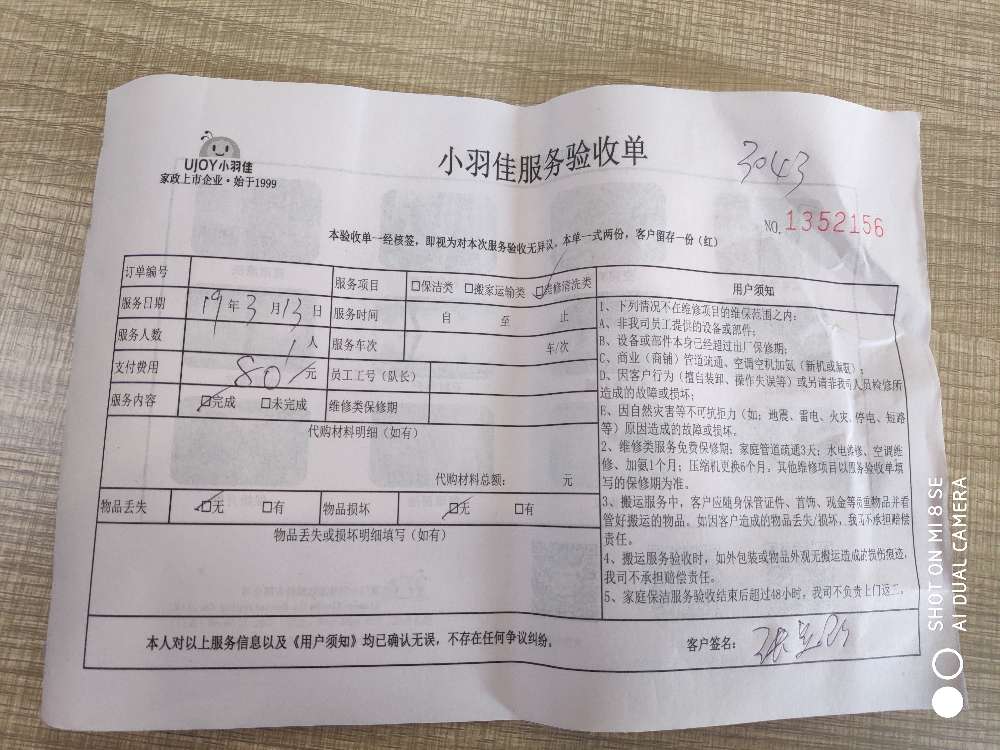 UJOY小羽佳
家政上市企业·始于1999
小羽佳服务验收单
3043
NO.1352156
本验收单一经核签，即视为对本次服务验收无异议。本单一式两份，客户留存一份（红）
订单编号
服务项目 □保洁类 □搬家运输类 □维修清洗类
服务日期 19年3月13日
服务时间 自 至 止
服务人数 1人
服务车次 车/次
支付费用 80元
员工工号（队长）
服务内容 □完成 □未完成
维修类保修期
代购材料明细（如有）
代购材料总额： 元
物品丢失 □无 □有
物品损坏 □无 □有
物品丢失或损坏明细填写（如有）
用户须知
1、下列情况不在维修项目的维保范围之内：
A、非我司员工提供的设备或部件；
B、设备或部件本身已经超过出厂保修期；
C、商业（商铺）管道疏通、空调空机加氨（新机或漏氨）；
D、因客户行为（擅自装卸、操作失误等）或另请非我司人员检修所
造成的故障或损坏。
E、因自然灾害等不可抗拒力（如：地震、雷电、火灾、停电、短路
等）原因造成的故障或损坏。
2、维修类服务免费保修期：家庭管道疏通3天；水电维修、空调维
修、加氨1个月；压缩机更换6个月，其他维修项目以服务验收单填
写的保修期为准。
3、搬运服务中，客户应随身保管证件、首饰、现金等贵重物品并看
管好搬运的物品。如因客户造成的物品丢失/损坏，我司不承担赔偿
责任。
4、搬运服务验收时，如外包装或物品外观无搬运造成的损伤痕迹，
我司不承担赔偿责任。
5、家庭保洁服务验收结束后超过48小时，我司不负责上门返工。
本人对以上服务信息以及《用户须知》均已确认无误，不存在任何争议纠纷。
客户签名：
SHOT ON MI 8 SE
AI DUAL CAMERA